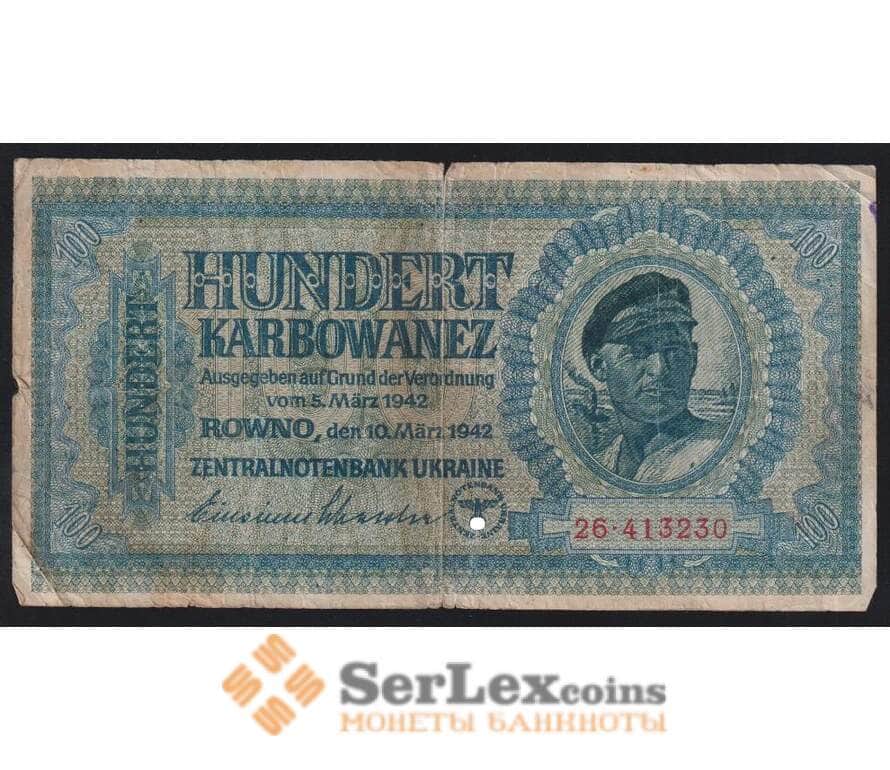 100
100
HUNDERT
KARBOWANEZ
Ausgegeben auf Grund der Verordnung
vom 5. März 1942
ROWNO, den 10. März 1942
ZENTRALNOTENBANK UKRAINE
HUNDERT
26·413230
100
100
SerLexcoins
МОНЕТЫ БАНКНОТЫ